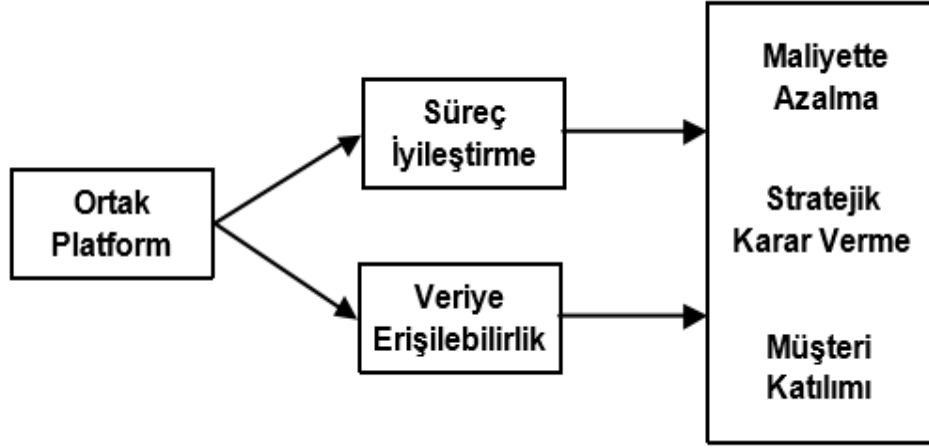 Ortak
Platform
Süreç
İyileştirme
Veriye
Erişilebilirlik
Maliyette
Azalma
Stratejik
Karar Verme
Müşteri
Katılımı